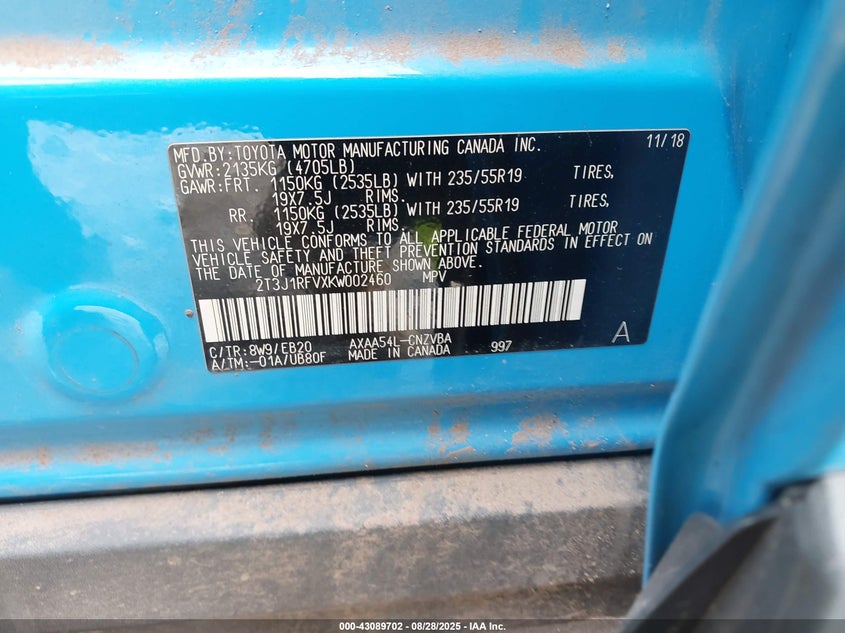 MFD.BY:TOYOTA MOTOR MANUFACTURING CANADA INC. 11/18
GVWR:2135KG (4705LB)
GAWR:FRT. 1150KG (2535LB) WITH 235/55R19 TIRES,
19X7.5J RIMS.
RR. 1150KG (2535LB) WITH 235/55R19 TIRES,
19X7.5J RIMS.
THIS VEHICLE CONFORMS TO ALL APPLICABLE FEDERAL MOTOR
VEHICLE SAFETY AND THEFT PREVENTION STANDARDS IN EFFECT ON
THE DATE OF MANUFACTURE SHOWN ABOVE.
2T3J1RFVXKW002460 MPV
C/TR:8W9/EB20 AXAA54L-CNZVBA
A/TM:-01A/UB80F MADE IN CANADA 997 A
000-43089702 - 08/28/2025 - IAA Inc.